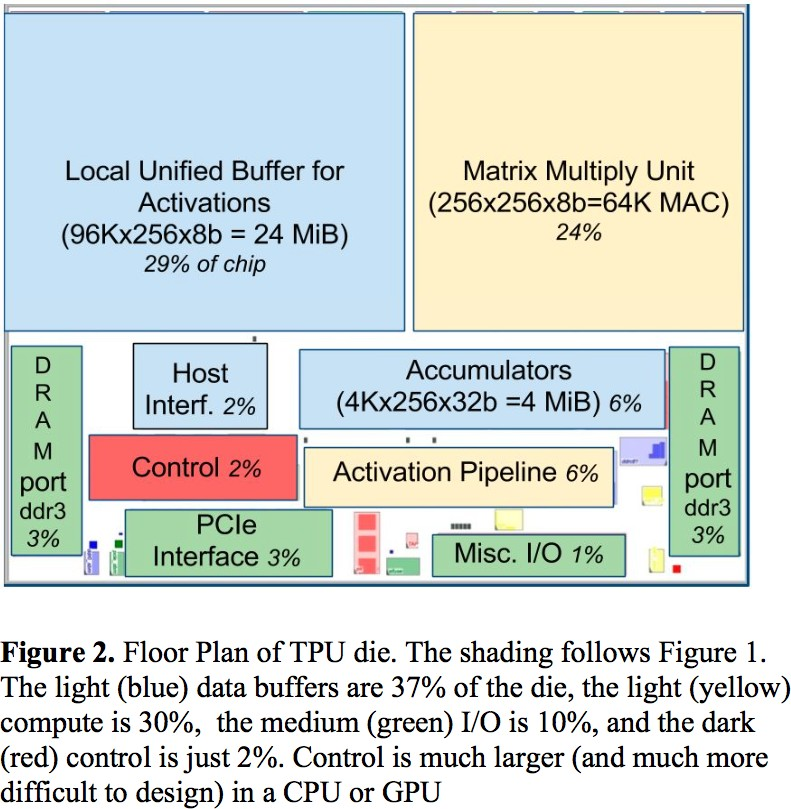 Local Unified Buffer for
Activations
(96Kx256x8b = 24 MiB)
29% of chip
Matrix Multiply Unit
(256x256x8b=64K MAC)
24%
D
R
A
M
port
ddr3
3%
Host
Interf. 2%
Accumulators
(4Kx256x32b =4 MiB) 6%
D
R
A
M
port
ddr3
3%
Control 2%
Activation Pipeline 6%
PCIe
Interface 3%
Misc. I/O 1%
Figure 2. Floor Plan of TPU die. The shading follows Figure 1.
The light (blue) data buffers are 37% of the die, the light (yellow)
compute is 30%, the medium (green) I/O is 10%, and the dark
(red) control is just 2%. Control is much larger (and much more
difficult to design) in a CPU or GPU